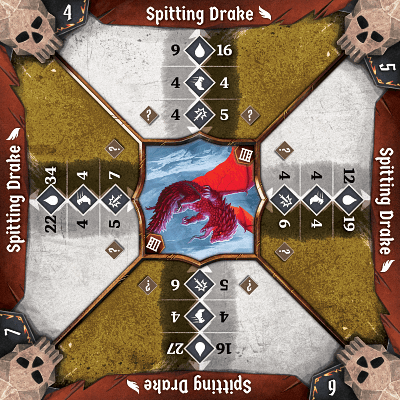 4
Spitting Drake
9 16
4 4
? 4 5 ?
5
Spitting Drake
12 19
4 4
? 4 6 ?
6
Spitting Drake
16 27
4 4
? 5 6 ?
7
Spitting Drake
22 34
4 4
? 5 7 ?